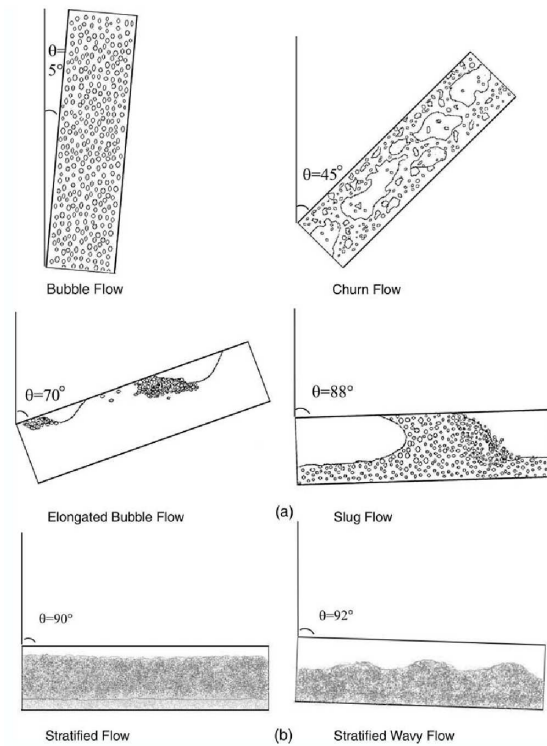 θ=
5°
θ=45°
Bubble Flow
Churn Flow
θ=70°
θ=88°
Elongated Bubble Flow
(a)
Slug Flow
θ=90°
θ=92°
Stratified Flow
(b)
Stratified Wavy Flow